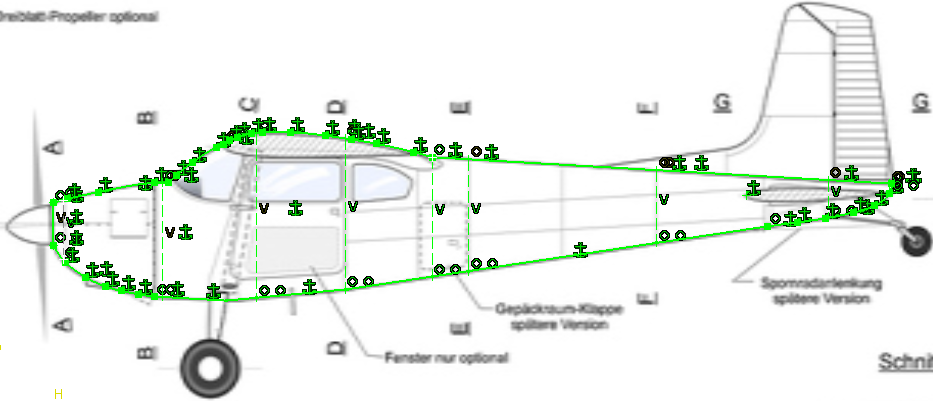 Dreiblatt-Propeller optional
A
B
C
D
E
F
G
G
V
V
V
V
V
V
V
V
Spornradanlenkung
spätere Version
Gepäckraum-Klappe
spätere Version
Fenster nur optional
A
B
D
E
F
Schnit
H